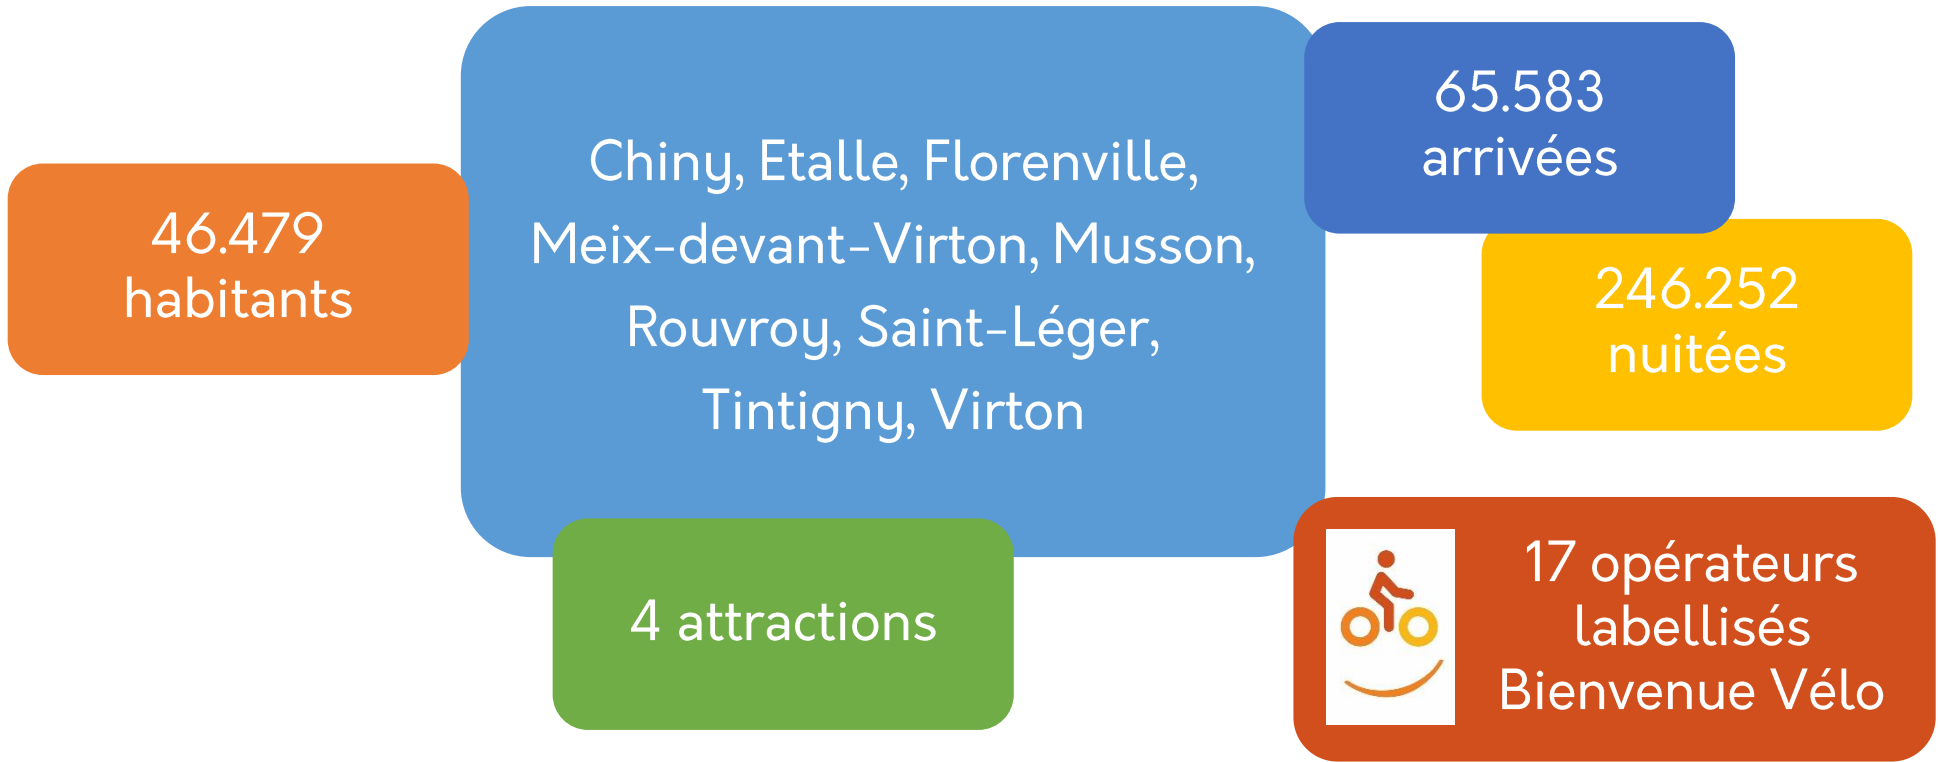 46.479
habitants
Chiny, Etalle, Florenville,
Meix-devant-Virton, Musson,
Rouvroy, Saint-Léger,
Tintigny, Virton
65.583
arrivées
246.252
nuitées
4 attractions
17 opérateurs
labellisés
Bienvenue Vélo